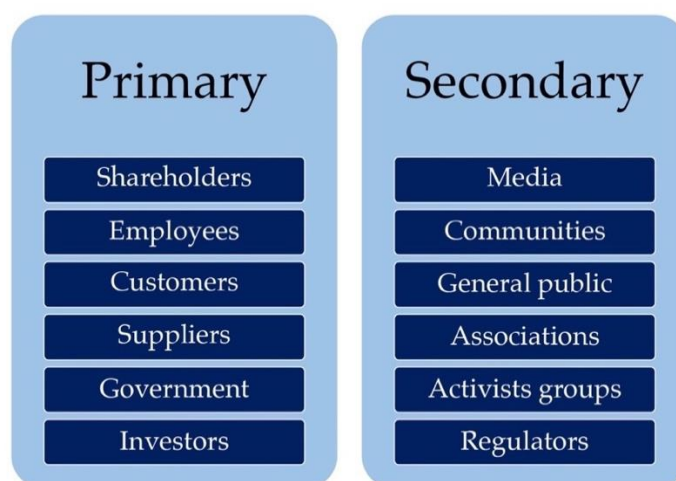 Primary
Shareholders
Employees
Customers
Suppliers
Government
Investors
Secondary
Media
Communities
General public
Associations
Activists groups
Regulators